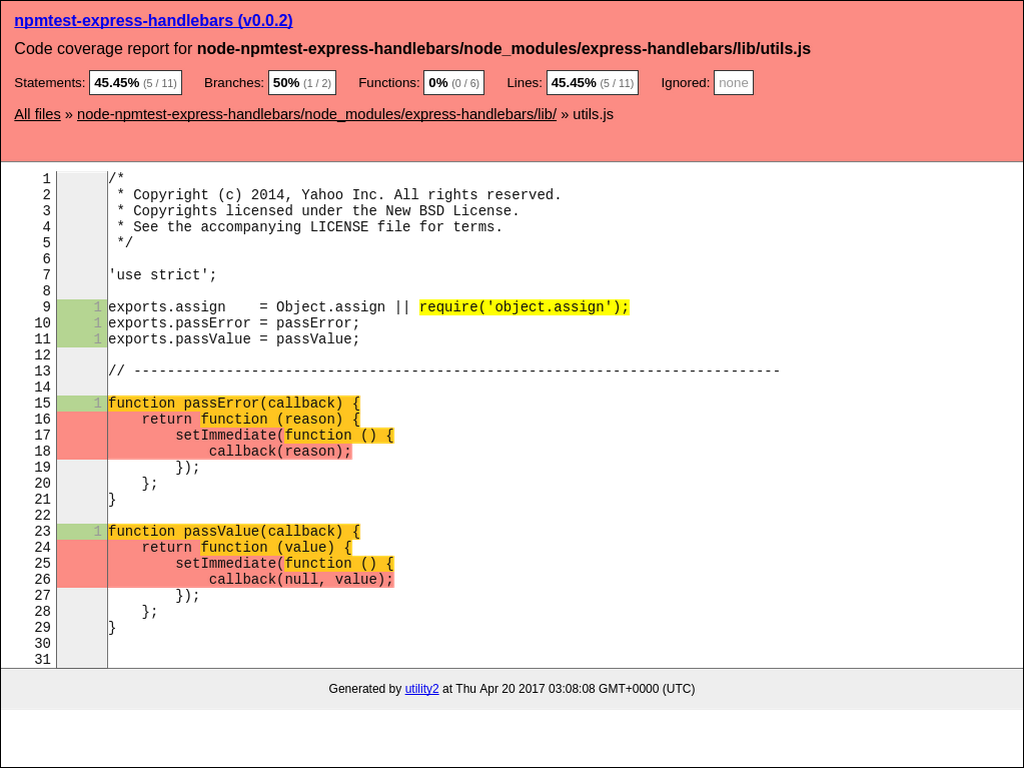 npmtest-express-handlebars (v0.0.2)
Code coverage report for node-npmtest-express-handlebars/node_modules/express-handlebars/lib/utils.js
Statements: 45.45% (5 / 11) Branches: 50% (1 / 2) Functions: 0% (0 / 6) Lines: 45.45% (5 / 11) Ignored: none
All files » node-npmtest-express-handlebars/node_modules/express-handlebars/lib/ » utils.js
1 /*
2  * Copyright (c) 2014, Yahoo Inc. All rights reserved.
3  * Copyrights licensed under the New BSD License.
4  * See the accompanying LICENSE file for terms.
5  */
6
7 'use strict';
8
9 1 exports.assign    = Object.assign || require('object.assign');
10 1 exports.passError = passError;
11 1 exports.passValue = passValue;
12
13 // -----------------------------------------------------------------------------
14
15 1 function passError(callback) {
16     return function (reason) {
17         setImmediate(function () {
18             callback(reason);
19         });
20     };
21 }
22
23 1 function passValue(callback) {
24     return function (value) {
25         setImmediate(function () {
26             callback(null, value);
27         });
28     };
29 }
30
31
Generated by utility2 at Thu Apr 20 2017 03:08:08 GMT+0000 (UTC)